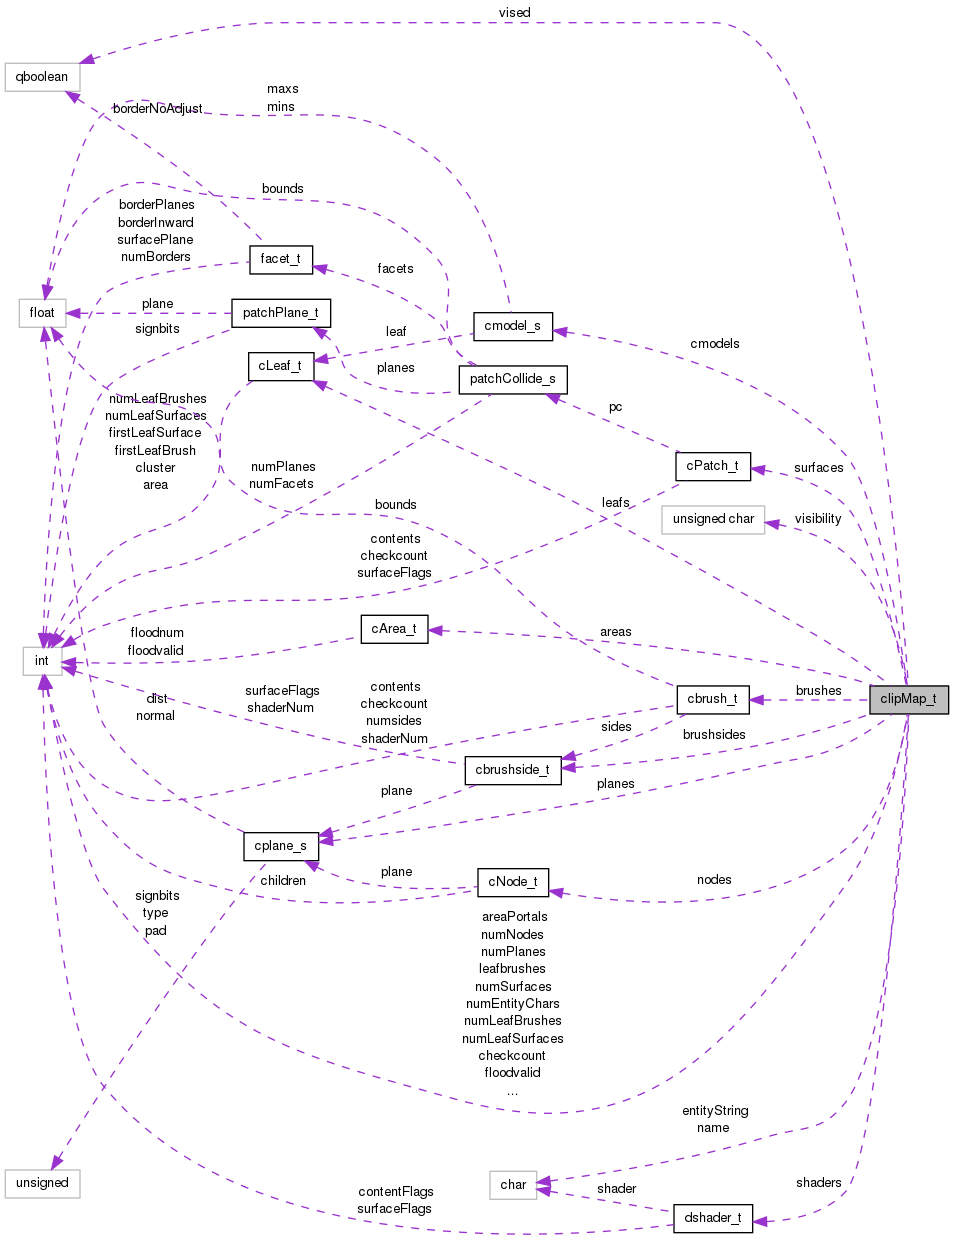 vised
qboolean
maxs
mins
borderNoAdjust
bounds
borderPlanes
borderInward
surfacePlane
numBorders
facet_t
facets
float
plane
patchPlane_t
signbits
cmodel_s
cmodels
leaf
cLeaf_t
planes
patchCollide_s
numLeafBrushes
numLeafSurfaces
firstLeafSurface
firstLeafBrush
cluster
area
pc
numPlanes
numFacets
cPatch_t
surfaces
leafs
bounds
unsigned char
visibility
contents
checkcount
surfaceFlags
floodnum
floodvalid
cArea_t
areas
int
dist
normal
surfaceFlags
shaderNum
contents
checkcount
numsides
shaderNum
cbrush_t
brushes
clipMap_t
sides
brushsides
cbrushside_t
plane
planes
cplane_s
plane
children
cNode_t
nodes
signbits
type
pad
areaPortals
numNodes
numPlanes
leafbrushes
numSurfaces
numEntityChars
numLeafBrushes
numLeafSurfaces
checkcount
floodvalid
...
entityString
name
unsigned
char
shader
shaders
contentFlags
surfaceFlags
dshader_t